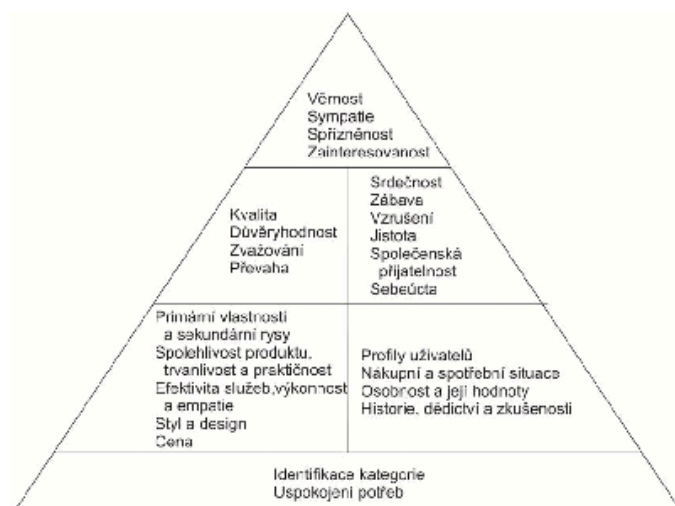 Věrnost
Sympatie
Spřízněnost
Zainteresovanost
Kvalita
Důvěryhodnost
Zvažování
Převaha
Srdečnost
Zábava
Vzrušení
Jistota
Společenská
přijatelnost
Sebeúcta
Primární vlastnosti
a sekundární rysy
Spolehlivost produktu,
trvanlivost a praktičnost
Efektivita služeb,výkonnost
a empatie
Styl a design
Cena
Profily uživatelů
Nákupní a spotřební situace
Osobnost a její hodnoty
Historie, dědictví a zkušenosti
Identifikace kategorie
Uspokojení potřeb